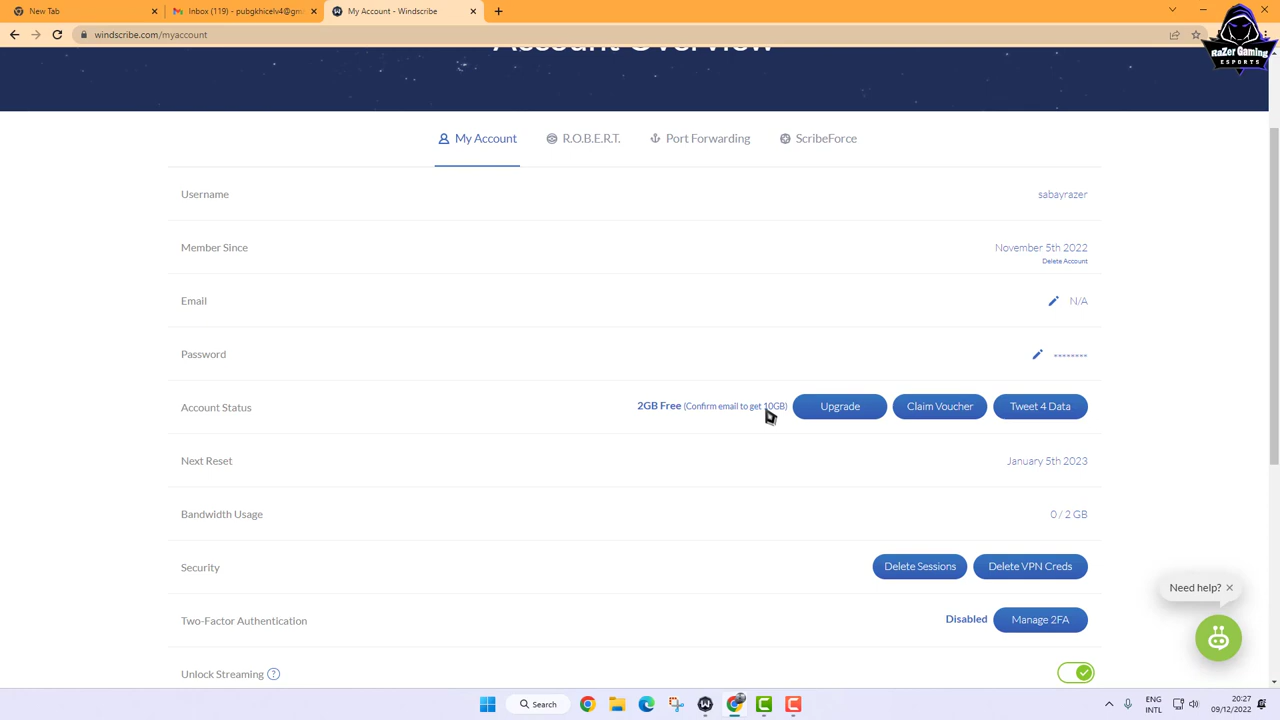 New Tab
Inbox (119) - pubgkhicelv4@gm
My Account - Windscribe
windscribe.com/myaccount
RaZer Gaming
ESPORTS
Account Overview
My Account
R.O.B.E.R.T.
Port Forwarding
ScribeForce
Username
sabayrazer
Member Since
November 5th 2022
Delete Account
Email
N/A
Password
Account Status
2GB Free (Confirm email to get 10GB)
Upgrade
Claim Voucher
Tweet 4 Data
Next Reset
January 5th 2023
Bandwidth Usage
0 / 2 GB
Security
Delete Sessions
Delete VPN Creds
Need help?
Two-Factor Authentication
Disabled
Manage 2FA
Unlock Streaming ?
Search
ENG
INTL
20:27
09/12/2022